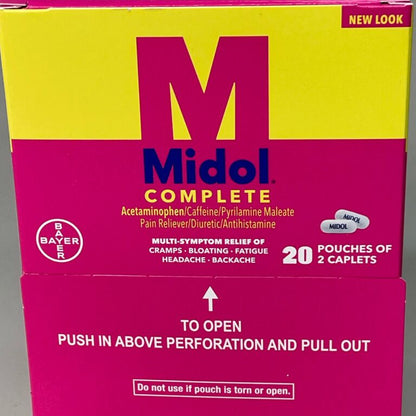 NEW LOOK
M
Midol®
COMPLETE
Acetaminophen/Caffeine/Pyrilamine Maleate
Pain Reliever/Diuretic/Antihistamine
MULTI-SYMPTOM RELIEF OF
CRAMPS · BLOATING · FATIGUE
HEADACHE · BACKACHE
BAYER
BAYER
MIDOL
MIDOL
20 POUCHES OF
2 CAPLETS
TO OPEN
PUSH IN ABOVE PERFORATION AND PULL OUT
Do not use if pouch is torn or open.